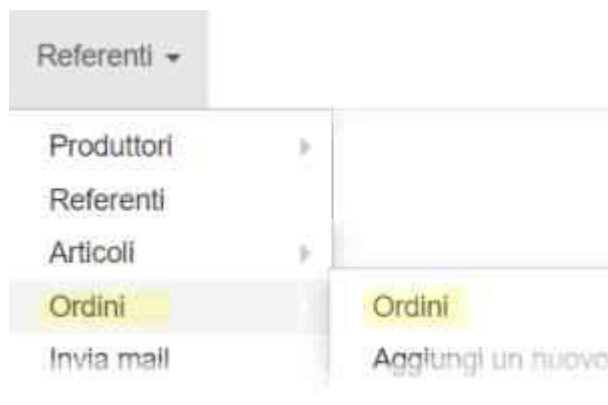 Referenti
Produttori
Referenti
Articoli
Ordini
Ordini
Invia mail
Aggiungi un nuovo